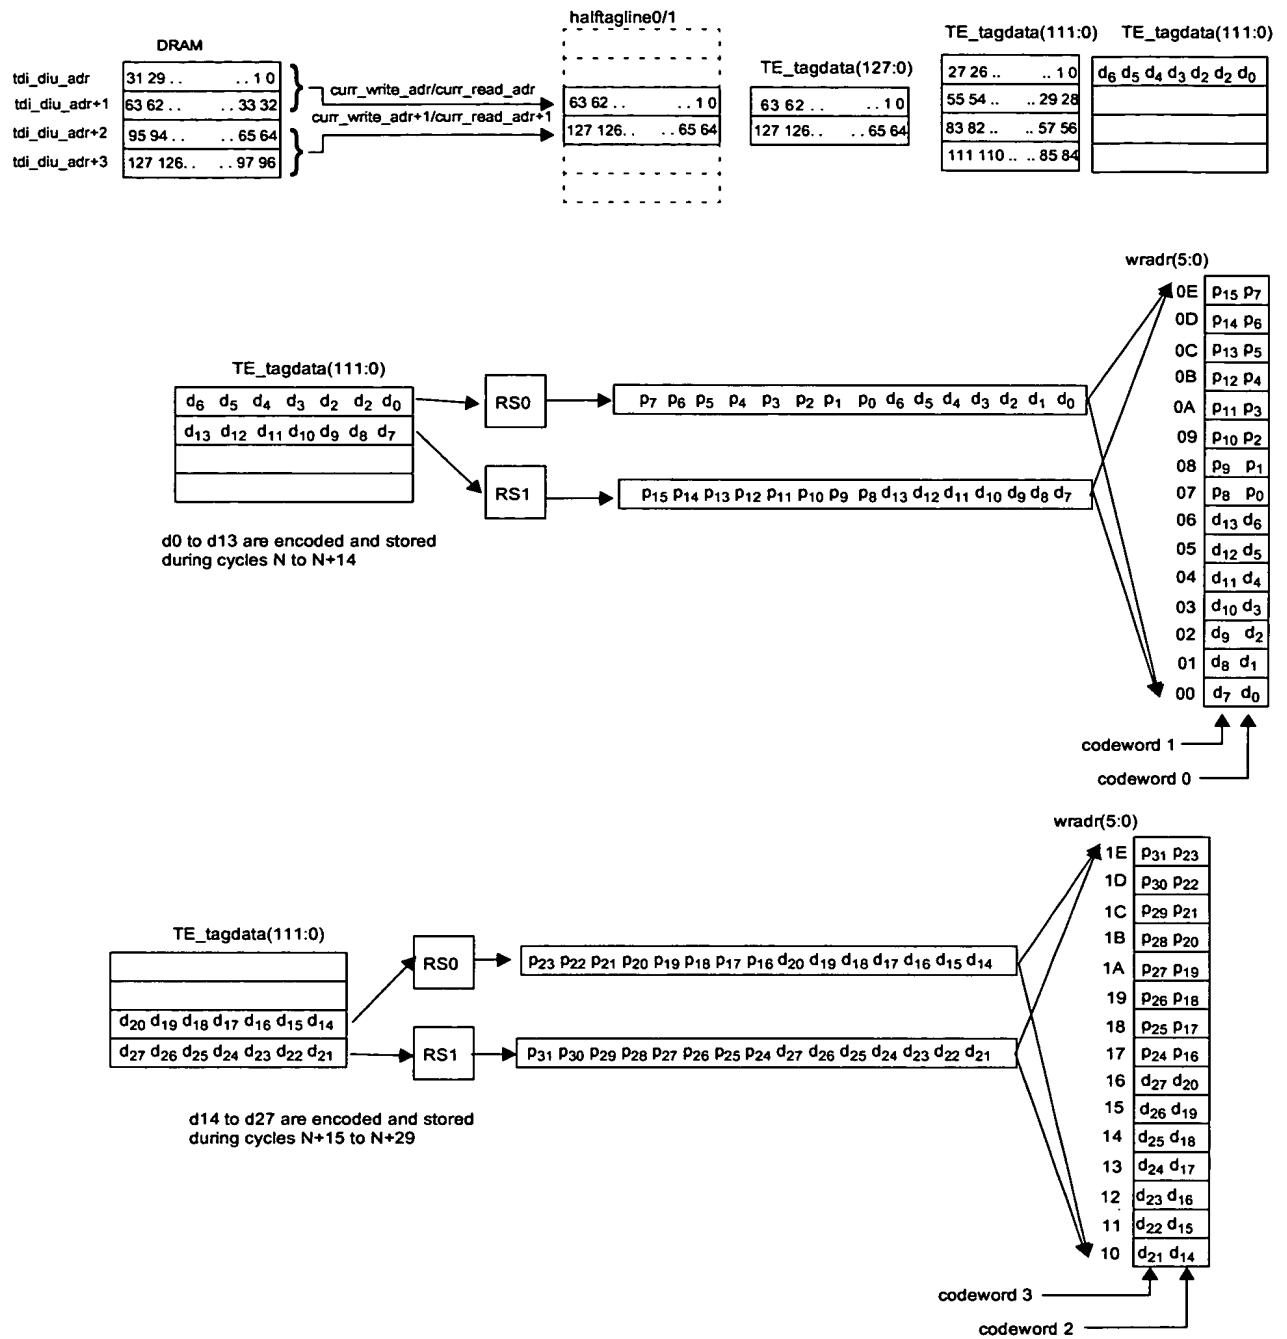 halftagline0/1
DRAM
TE_tagdata(111:0) TE_tagdata(111:0)
TE_tagdata(127:0)
tdi_diu_adr 31 29 . . . . 1 0
tdi_diu_adr+1 63 62 . . . . 33 32
tdi_diu_adr+2 95 94 . . . . 65 64
tdi_diu_adr+3 127 126. . . . 97 96
curr_write_adr/curr_read_adr
curr_write_adr+1/curr_read_adr+1
63 62 . . . . 1 0
127 126. . . . 65 64
63 62 . . . . 1 0
127 126. . . . 65 64
27 26 . . . . 1 0
55 54 . . . . 29 28
83 82 . . . . 57 56
111 110 . . . . 85 84
d6 d5 d4 d3 d2 d2 d0
wradr(5:0)
0E p15 p7
0D p14 p6
0C p13 p5
0B p12 p4
0A p11 p3
09 p10 p2
08 p9 p1
07 p8 p0
06 d13 d6
05 d12 d5
04 d11 d4
03 d10 d3
02 d9 d2
01 d8 d1
00 d7 d0
codeword 1
codeword 0
TE_tagdata(111:0)
d6 d5 d4 d3 d2 d2 d0
d13 d12 d11 d10 d9 d8 d7
RS0
RS1
p7 p6 p5 p4 p3 p2 p1 p0 d6 d5 d4 d3 d2 d1 d0
p15 p14 p13 p12 p11 p10 p9 p8 d13 d12 d11 d10 d9 d8 d7
d0 to d13 are encoded and stored
during cycles N to N+14
wradr(5:0)
1E p31 p23
1D p30 p22
1C p29 p21
1B p28 p20
1A p27 p19
19 p26 p18
18 p25 p17
17 p24 p16
16 d27 d20
15 d26 d19
14 d25 d18
13 d24 d17
12 d23 d16
11 d22 d15
10 d21 d14
codeword 3
codeword 2
TE_tagdata(111:0)
d20 d19 d18 d17 d16 d15 d14
d27 d26 d25 d24 d23 d22 d21
RS0
RS1
p23 p22 p21 p20 p19 p18 p17 p16 d20 d19 d18 d17 d16 d15 d14
p31 p30 p29 p28 p27 p26 p25 p24 d27 d26 d25 d24 d23 d22 d21
d14 to d27 are encoded and stored
during cycles N+15 to N+29